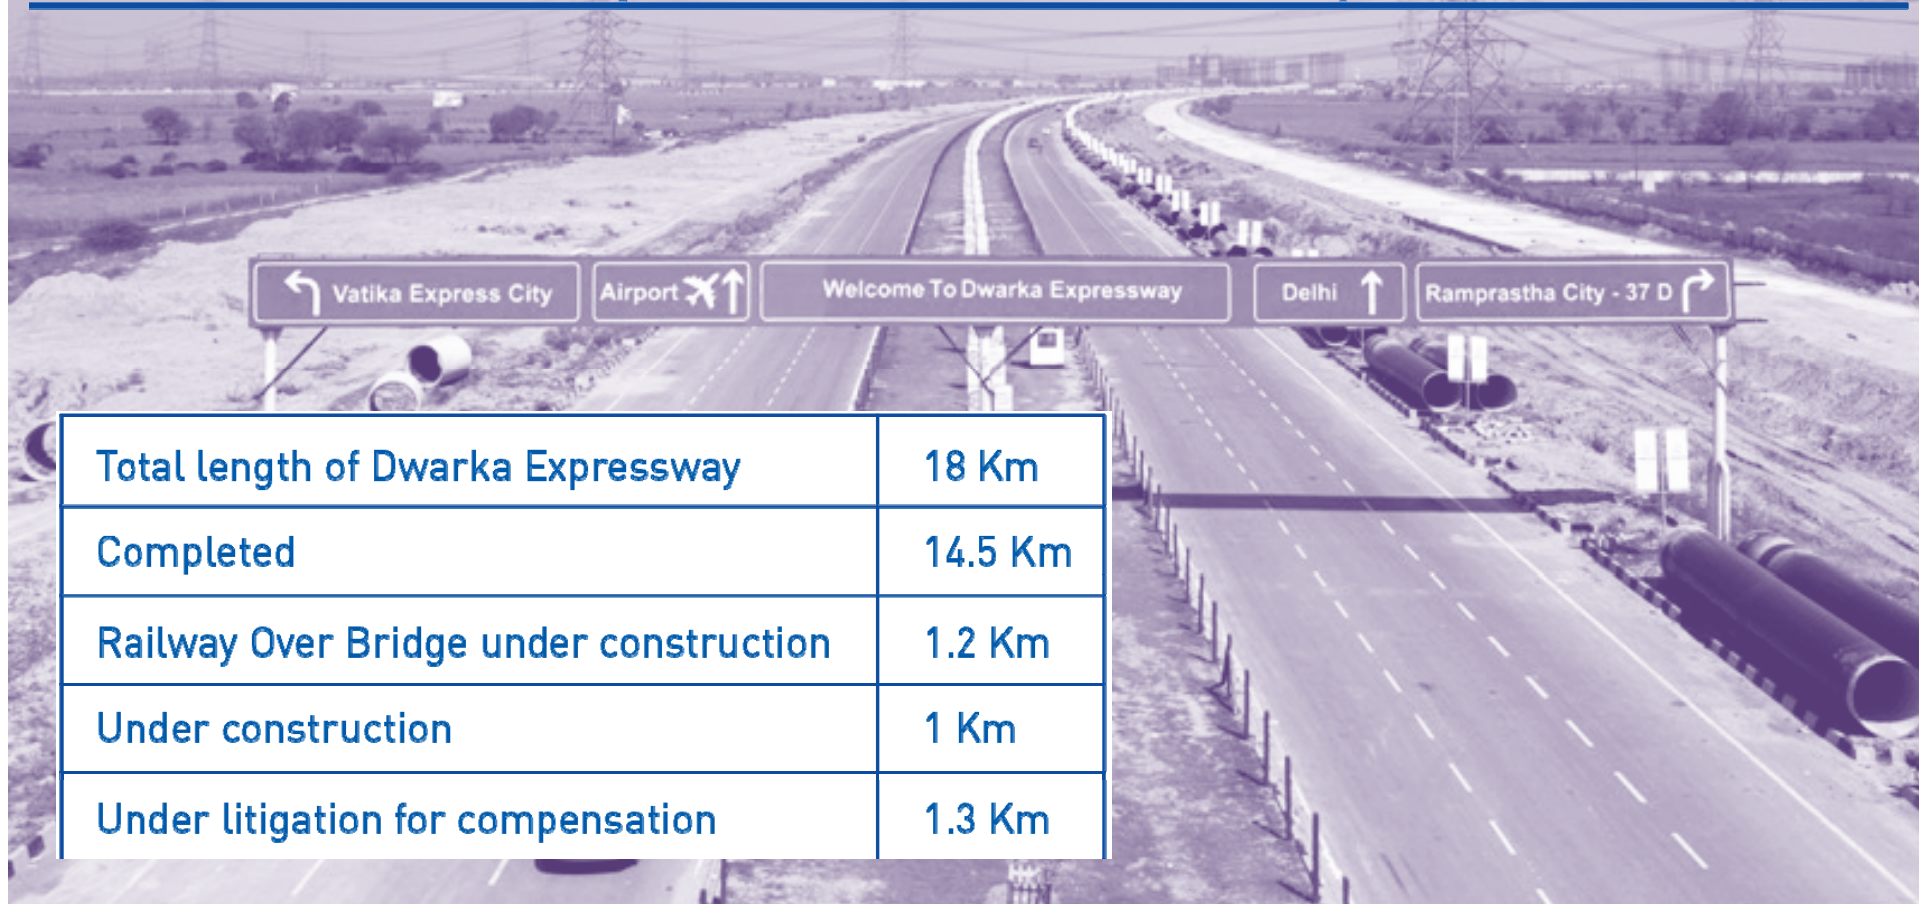 Vatika Express City
Airport
Welcome To Dwarka Expressway
Delhi
Ramprastha City - 37 D
Total length of Dwarka Expressway 18 Km
Completed 14.5 Km
Railway Over Bridge under construction 1.2 Km
Under construction 1 Km
Under litigation for compensation 1.3 Km